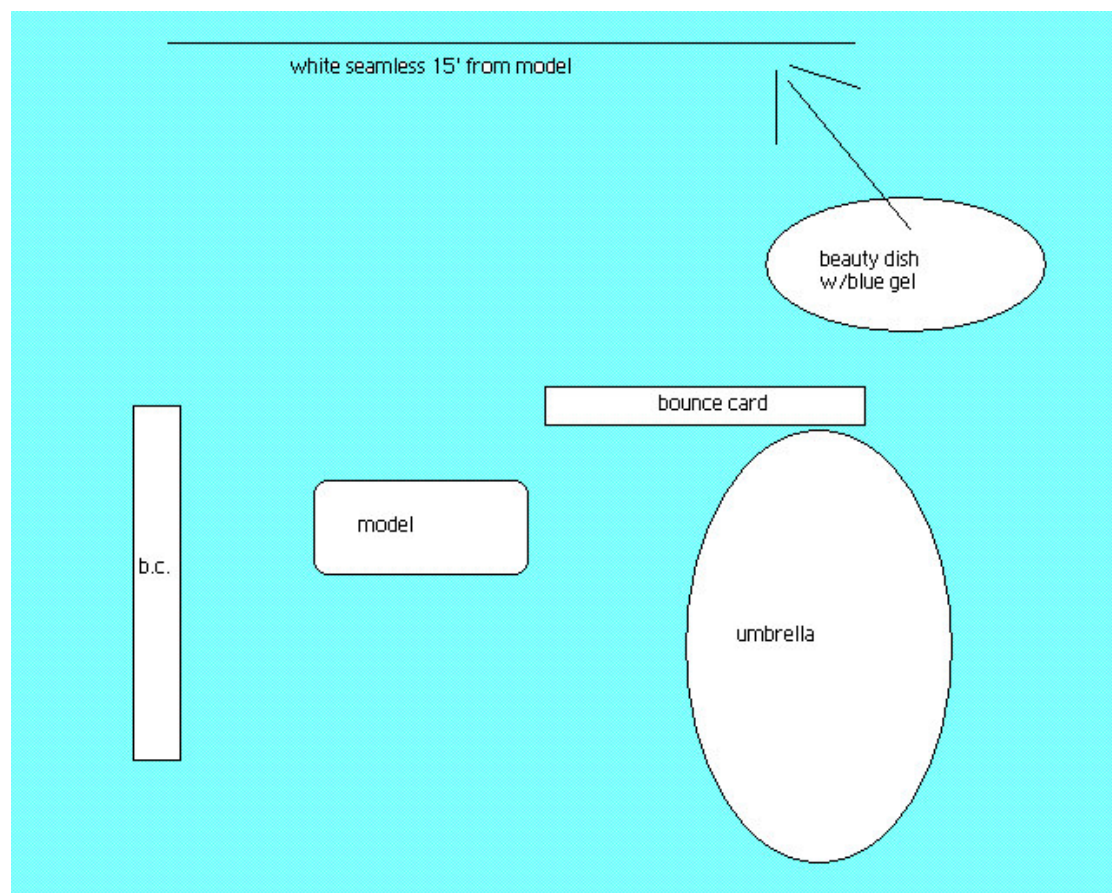 white seamless 15' from model
beauty dish
w/blue gel
bounce card
model
b.c.
umbrella